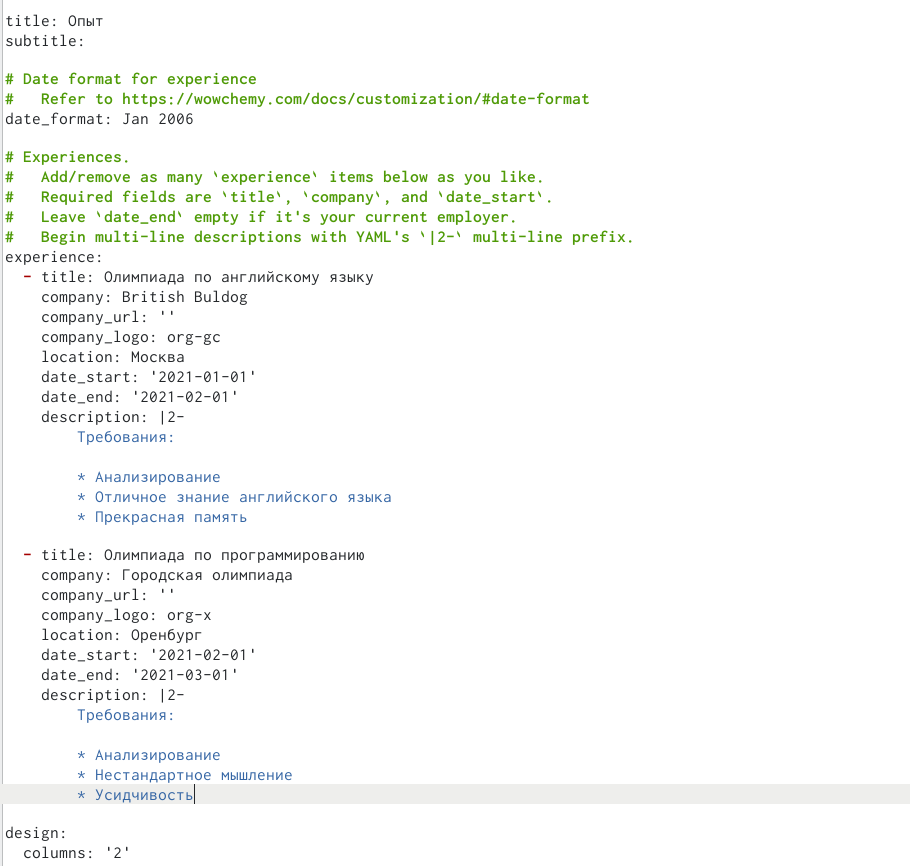 title: Опыт
subtitle:
# Date format for experience
#   Refer to https://wowchemy.com/docs/customization/#date-format
date_format: Jan 2006
# Experiences.
#   Add/remove as many `experience` items below as you like.
#   Required fields are `title`, `company`, and `date_start`.
#   Leave `date_end` empty if it's your current employer.
#   Begin multi-line descriptions with YAML's `|2-` multi-line prefix.
experience:
  - title: Олимпиада по английскому языку
    company: British Buldog
    company_url: ''
    company_logo: org-gc
    location: Москва
    date_start: '2021-01-01'
    date_end: '2021-02-01'
    description: |2-
        Требования:
        * Анализирование
        * Отличное знание английского языка
        * Прекрасная память
  - title: Олимпиада по программированию
    company: Городская олимпиада
    company_url: ''
    company_logo: org-x
    location: Оренбург
    date_start: '2021-02-01'
    date_end: '2021-03-01'
    description: |2-
        Требования:
        * Анализирование
        * Нестандартное мышление
        * Усидчивость
design:
  columns: '2'